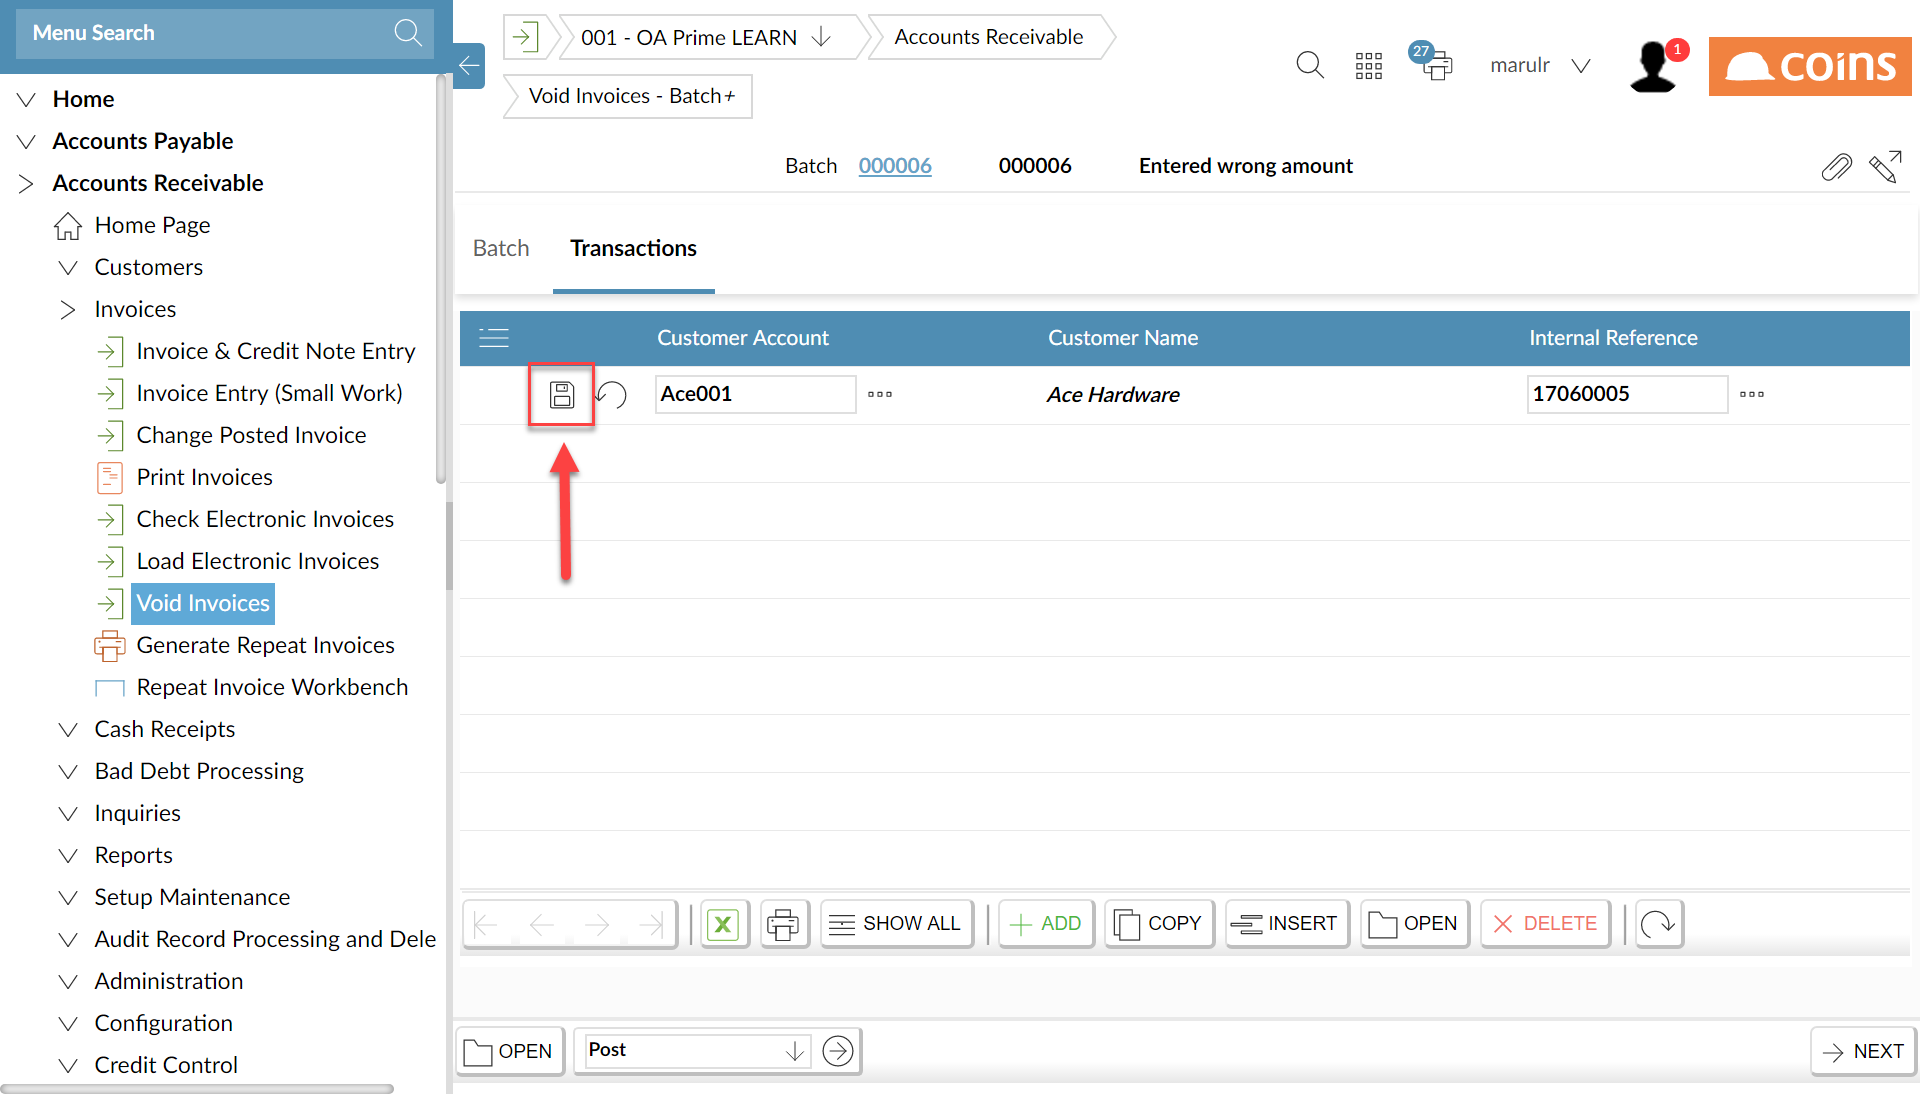 Menu Search
Home
Accounts Payable
Accounts Receivable
Home Page
Customers
Invoices
Invoice & Credit Note Entry
Invoice Entry (Small Work)
Change Posted Invoice
Print Invoices
Check Electronic Invoices
Load Electronic Invoices
Void Invoices
Generate Repeat Invoices
Repeat Invoice Workbench
Cash Receipts
Bad Debt Processing
Inquiries
Reports
Setup Maintenance
Audit Record Processing and Dele
Administration
Configuration
Credit Control
001 - OA Prime LEARN
Accounts Receivable
Void Invoices - Batch+
27
marulr
1
coins
Batch 000006 000006 Entered wrong amount
Batch Transactions
Customer Account Customer Name Internal Reference
Ace001 Ace Hardware 17060005
SHOW ALL ADD COPY INSERT OPEN DELETE
OPEN Post NEXT